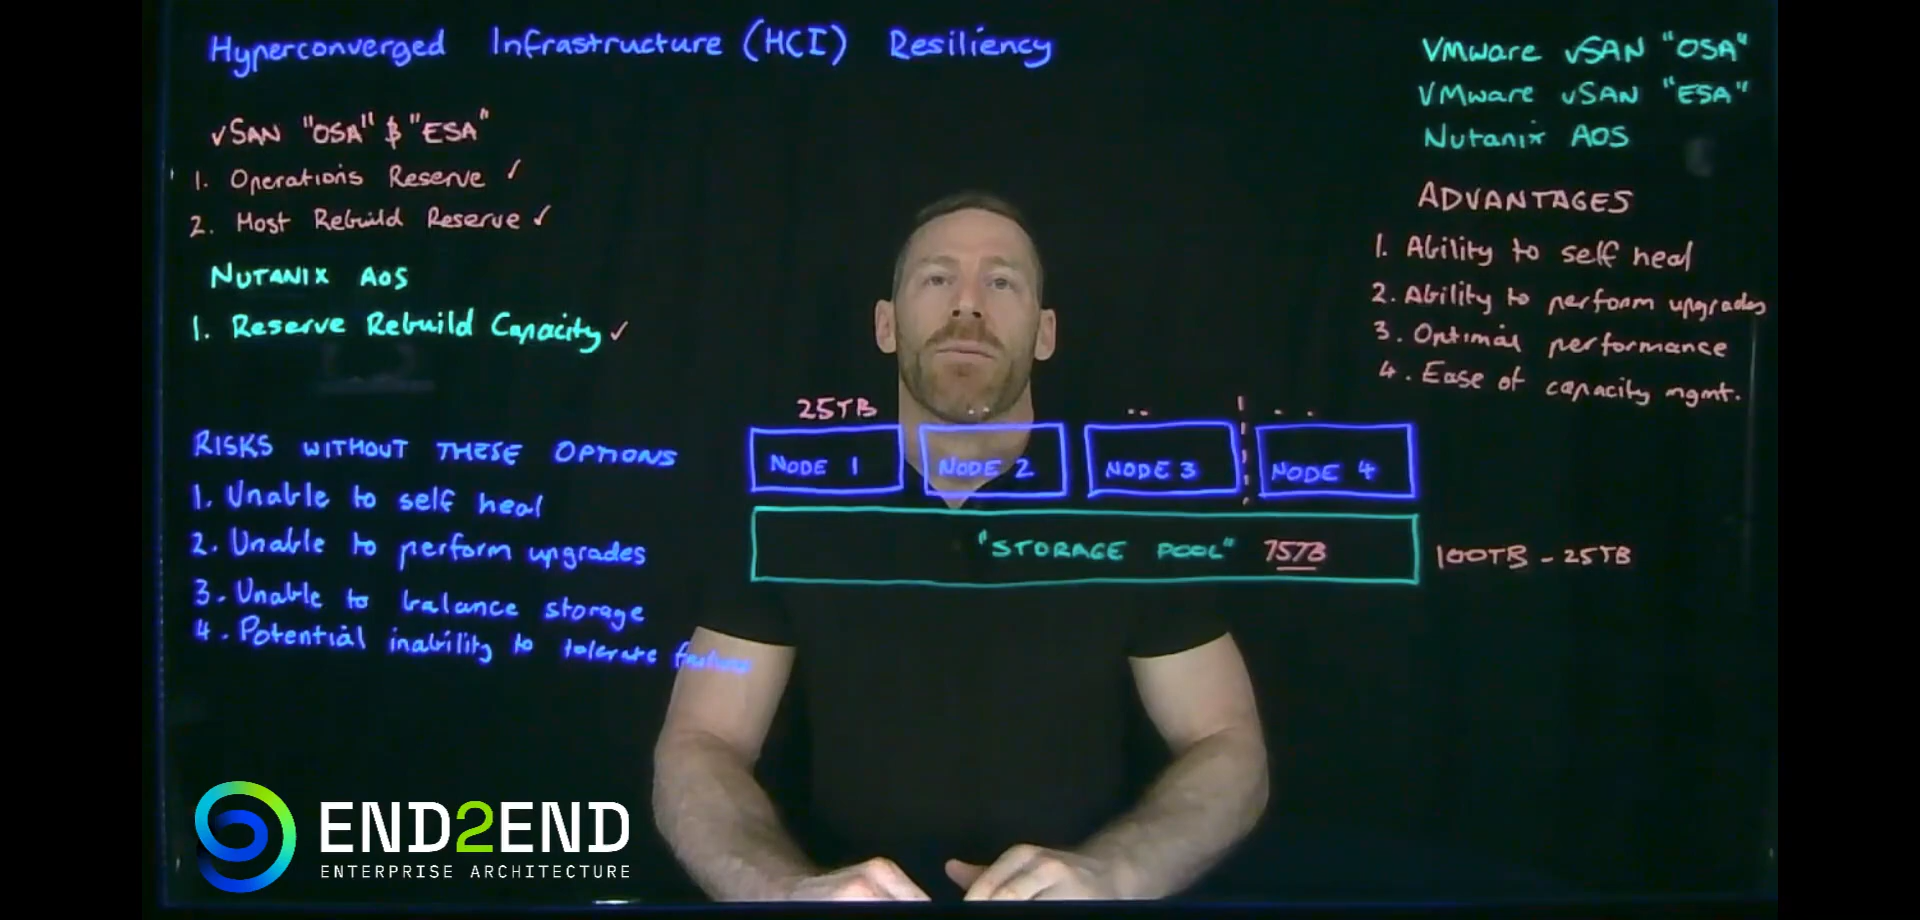 Hyperconverged Infrastructure (HCI) Resiliency
vSAN "OSA" & "ESA"
1. Operations Reserve ✓
2. Host Rebuild Reserve ✓
NUTANIX AOS
1. Reserve Rebuild Capacity ✓
RISKS WITHOUT THESE OPTIONS
1. Unable to self heal
2. Unable to perform upgrades
3. Unable to balance storage
4. Potential inability to tolerate
VMware vSAN "OSA"
VMware vSAN "ESA"
Nutanix AOS
ADVANTAGES
1. Ability to self heal
2. Ability to perform upgrades
3. Optimal performance
4. Ease of capacity mgmt.
25TB
NODE 1
NODE 2
NODE 3
NODE 4
"STORAGE POOL" 75TB
100TB - 25TB
END2END
ENTERPRISE ARCHITECTURE